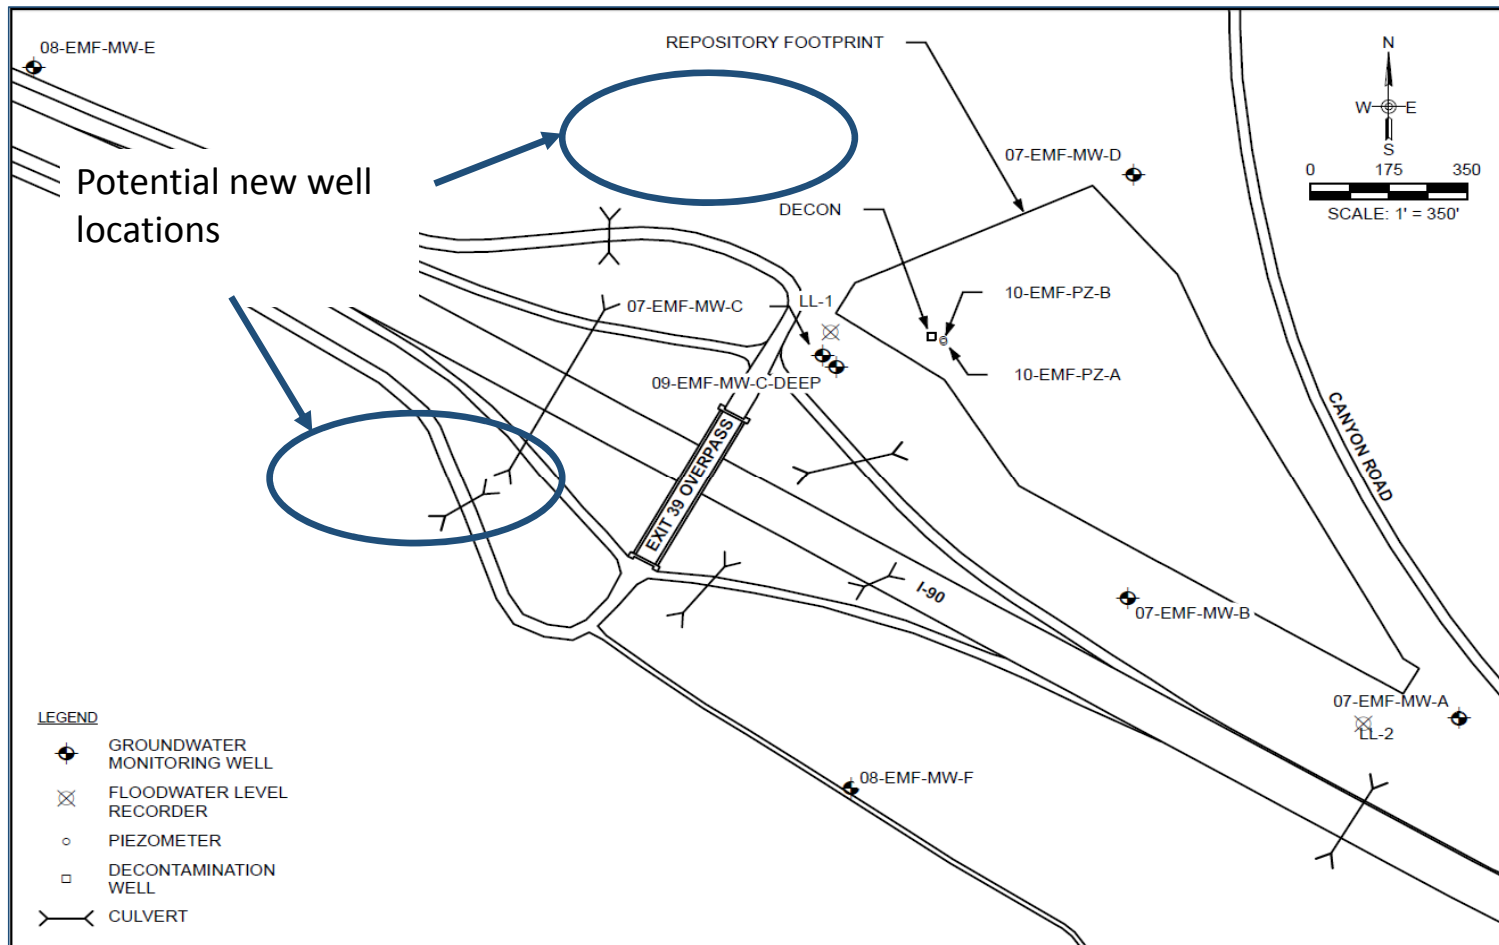 08-EMF-MW-E
REPOSITORY FOOTPRINT
N
W E
S
0 175 350
SCALE: 1' = 350'
07-EMF-MW-D
Potential new well
locations
DECON
10-EMF-PZ-B
LL-1
07-EMF-MW-C
10-EMF-PZ-A
09-EMF-MW-C-DEEP
CANYON ROAD
EXIT 39 OVERPASS
I-90
07-EMF-MW-B
07-EMF-MW-A
LL-2
08-EMF-MW-F
LEGEND
GROUNDWATER
MONITORING WELL
FLOODWATER LEVEL
RECORDER
PIEZOMETER
DECONTAMINATION
WELL
CULVERT